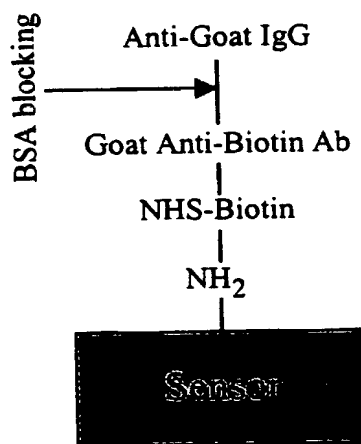 Anti-Goat IgG
BSA blocking
Goat Anti-Biotin Ab
NHS-Biotin
NH2
Sensor